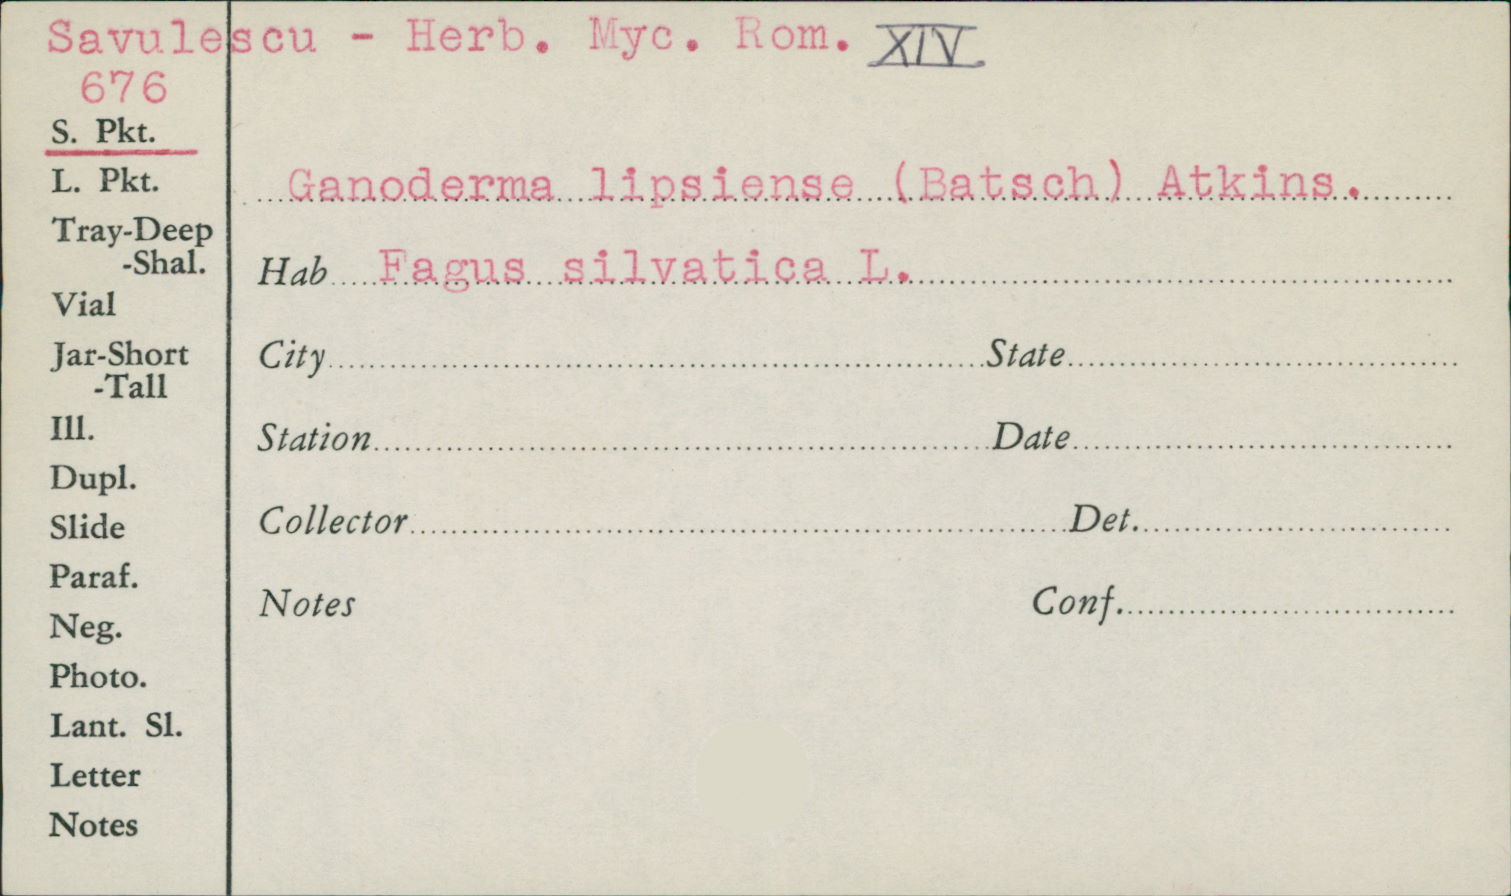 Savulescu - Herb. Myc. Rom. XIV
676
S. Pkt.
L. Pkt.
Tray-Deep
-Shal.
Vial
Jar-Short
-Tall
Ill.
Dupl.
Slide
Paraf.
Neg.
Photo.
Lant. Sl.
Letter
Notes
Ganoderma lipsiense (Batsch) Atkins.
Hab Fagus silvatica L.
City State
Station Date
Collector Det.
Notes Conf.